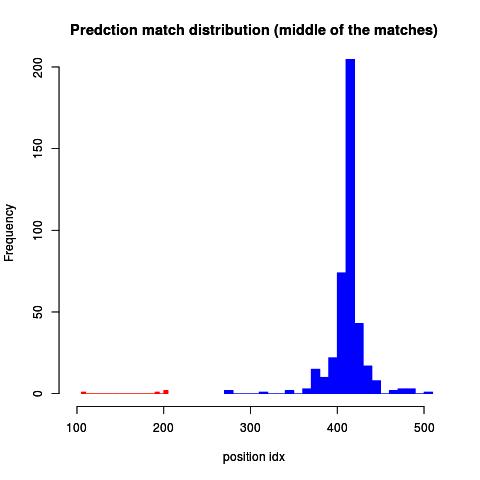 Predction match distribution (middle of the matches)
200
150
100
50
0
Frequency
100 200 300 400 500
position idx